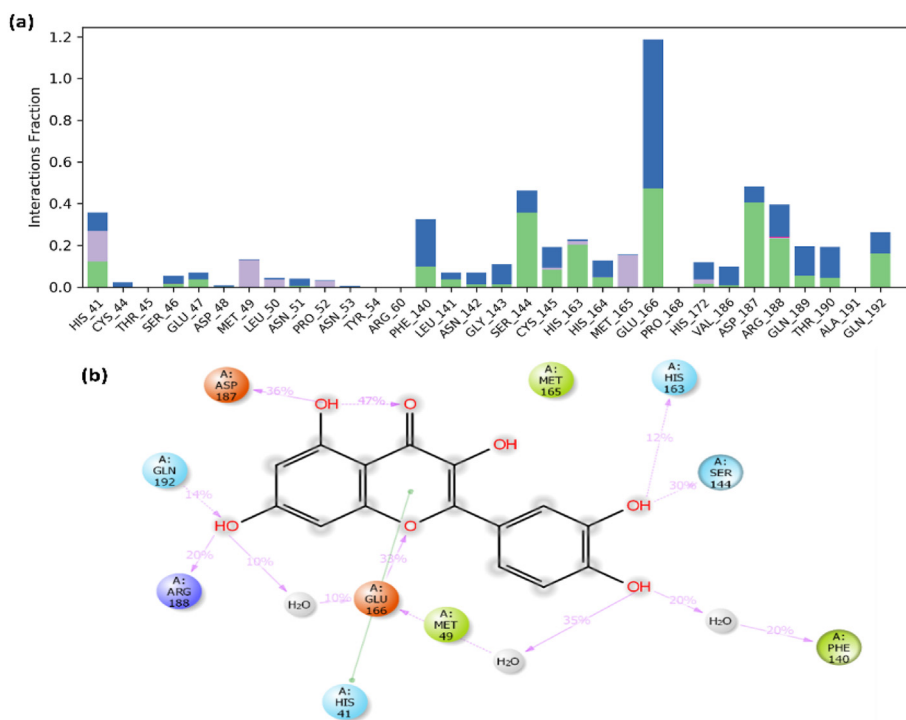 (a)
1.2
1.0
0.8
0.6
0.4
0.2
0.0
Interactions Fraction
HIS_41
CYS_44
THR_45
SER_46
GLU_47
ASP_48
MET_49
LEU_50
ASN_51
PRO_52
ASN_53
TYR_54
ARG_60
PHE_140
LEU_141
ASN_142
GLY_143
SER_144
CYS_145
HIS_163
HIS_164
MET_165
GLU_166
PRO_168
HIS_172
VAL_186
ASP_187
ARG_188
GLN_189
THR_190
ALA_191
GLN_192
(b)
A:
ASP
187
36%
OH
47%
O
A:
MET
165
A:
HIS
163
OH
12%
A:
GLN
192
14%
A:
SER
144
30%
OH
HO
O
33%
20%
10%
A:
ARG
188
H₂O
10%
A:
GLU
166
A:
MET
49
OH
20%
35%
H₂O
20%
H₂O
A:
PHE
140
A:
HIS
41